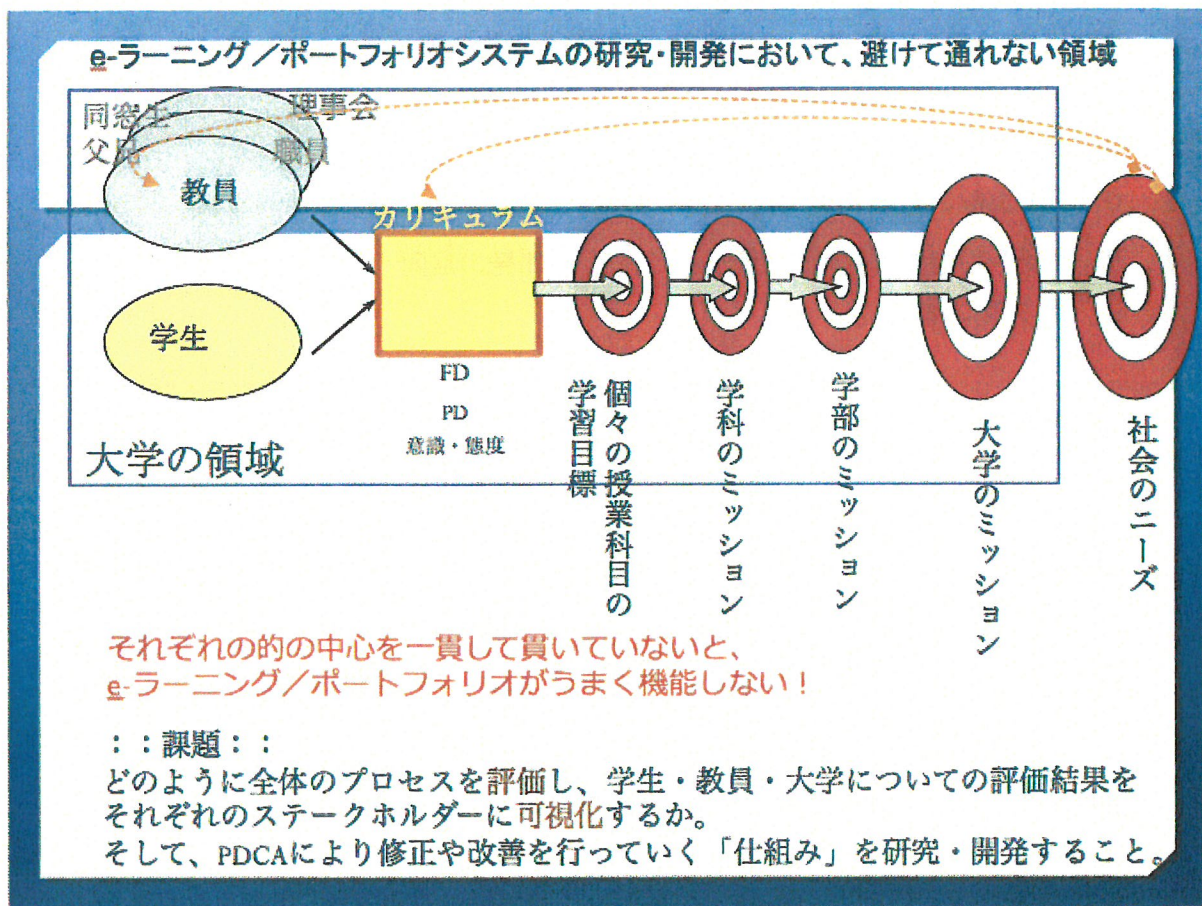 e-ラーニング／ポートフォリオシステムの研究・開発において、避けて通れない領域
同窓生
理事会
父兄
職員
教員
カリキュラム
学生
FD
PD
意識・態度
大学の領域
個々の授業科目の
学習目標
学科のミッション
学部のミッション
大学のミッション
社会のニーズ
それぞれの的の中心を一貫して貫いていないと、
e-ラーニング／ポートフォリオがうまく機能しない！
：：課題：：
どのように全体のプロセスを評価し、学生・教員・大学についての評価結果を
それぞれのステークホルダーに可視化するか。
そして、PDCAにより修正や改善を行っていく「仕組み」を研究・開発すること。